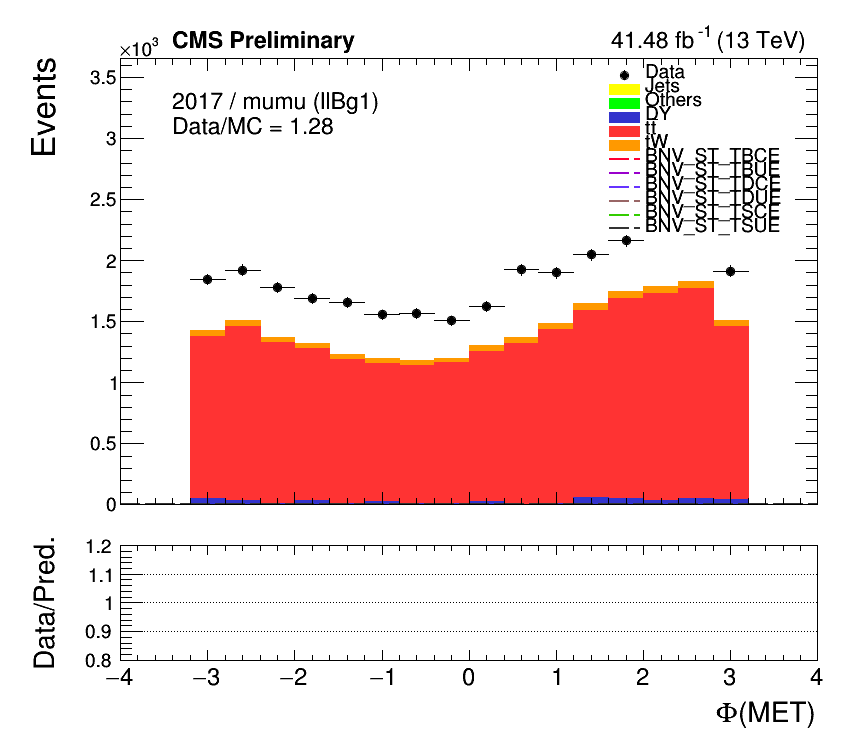 ×10³ CMS Preliminary 41.48 fb⁻¹ (13 TeV)
Events
2017 / mumu (llBg1)
Data/MC = 1.28
Data
Jets
Others
DY
tt
tW
BNV_ST_TBCE
BNV_ST_TBUE
BNV_ST_TDCE
BNV_ST_TDUE
BNV_ST_TSCE
BNV_ST_TSUE
3.5
3
2.5
2
1.5
1
0.5
0
Data/Pred.
1.2
1.1
1
0.9
0.8
−4 −3 −2 −1 0 1 2 3 4
Φ(MET)